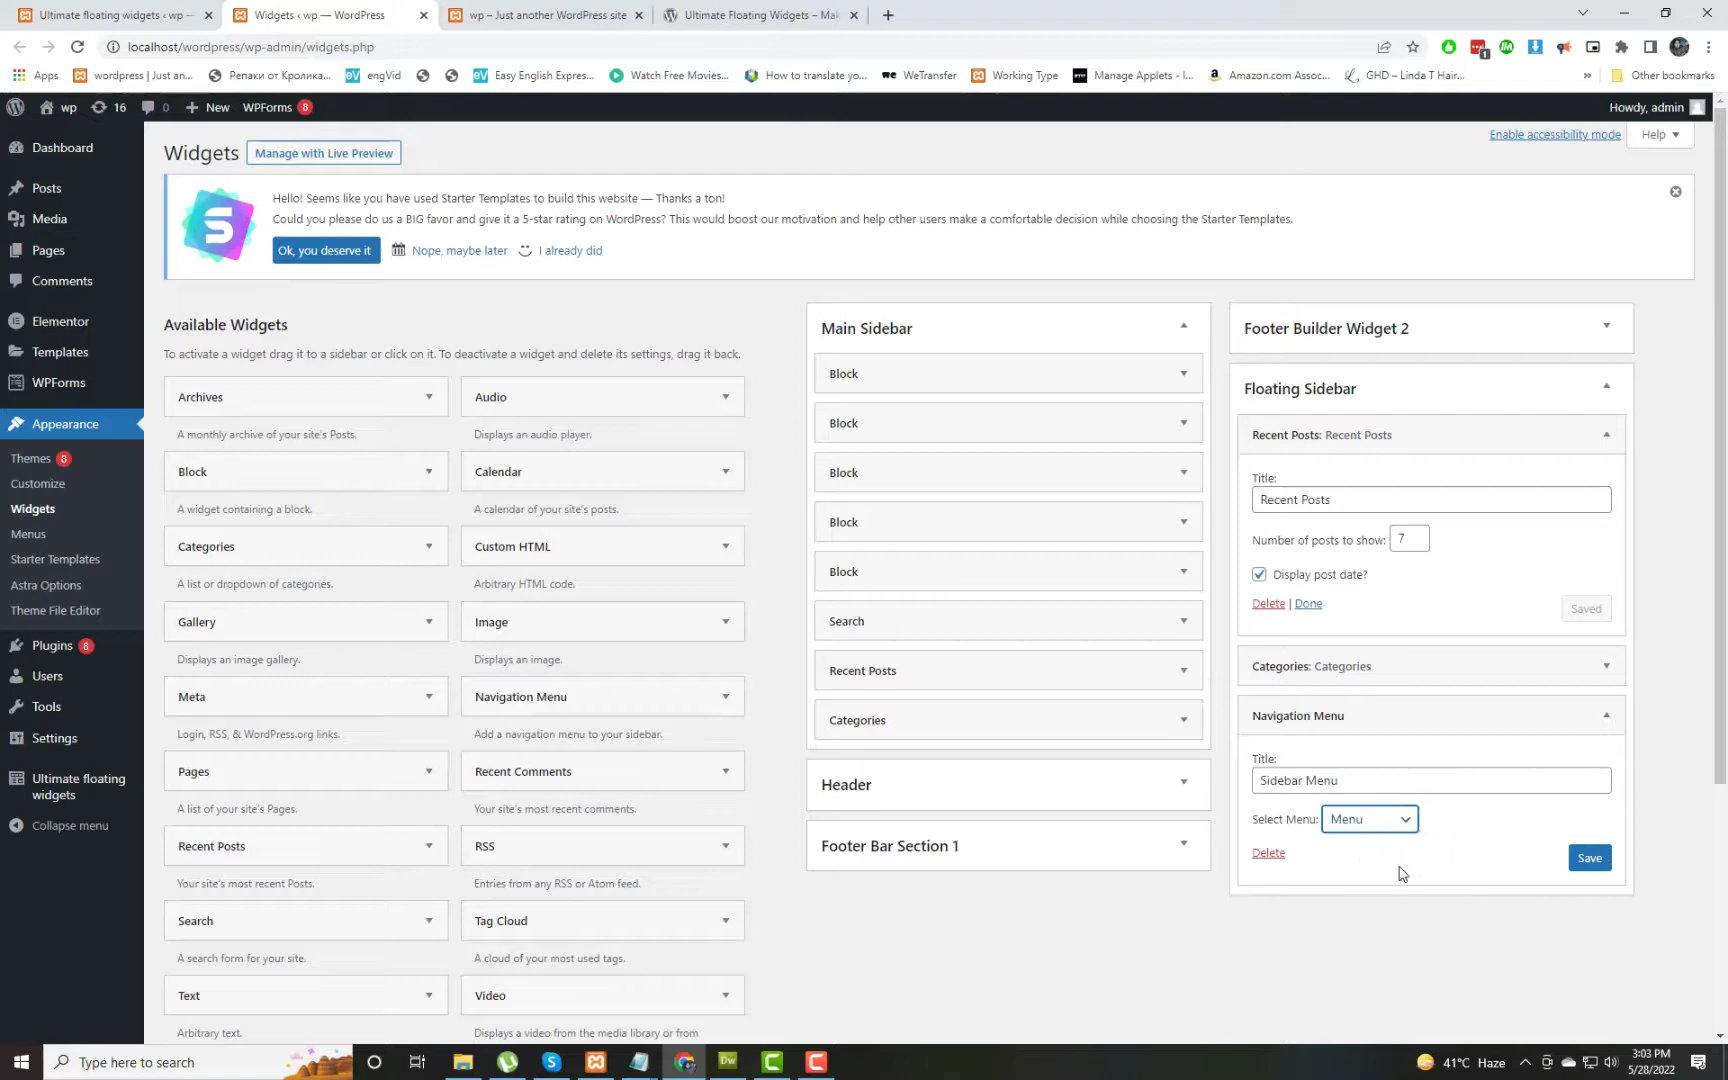 Ultimate floating widgets ‹ wp —
Widgets ‹ wp — WordPress
wp – Just another WordPress site
Ultimate Floating Widgets – Ma
localhost/wordpress/wp-admin/widgets.php
Apps
wordpress | Just an...
Репаки от Кролика...
engVid
Easy English Expres...
Watch Free Movies...
How to translate yo...
WeTransfer
Working Type
Manage Applets - I...
Amazon.com Assoc...
GHD – Linda T Hair...
»
Other bookmarks
wp
16
0
New
WPForms 8
Howdy, admin
Dashboard
Posts
Media
Pages
Comments
Elementor
Templates
WPForms
Appearance
Themes 8
Customize
Widgets
Menus
Starter Templates
Astra Options
Theme File Editor
Plugins 8
Users
Tools
Settings
Ultimate floating
widgets
Collapse menu
Enable accessibility mode
Help
Widgets
Manage with Live Preview
Hello! Seems like you have used Starter Templates to build this website — Thanks a ton!
Could you please do us a BIG favor and give it a 5-star rating on WordPress? This would boost our motivation and help other users make a comfortable decision while choosing the Starter Templates.
Ok, you deserve it
Nope, maybe later
I already did
Available Widgets
To activate a widget drag it to a sidebar or click on it. To deactivate a widget and delete its settings, drag it back.
Archives
A monthly archive of your site's Posts.
Audio
Displays an audio player.
Block
A widget containing a block.
Calendar
A calendar of your site's posts.
Categories
A list or dropdown of categories.
Custom HTML
Arbitrary HTML code.
Gallery
Displays an image gallery.
Image
Displays an image.
Meta
Login, RSS, & WordPress.org links.
Navigation Menu
Add a navigation menu to your sidebar.
Pages
A list of your site's Pages.
Recent Comments
Your site's most recent comments.
Recent Posts
Your site's most recent Posts.
RSS
Entries from any RSS or Atom feed.
Search
A search form for your site.
Tag Cloud
A cloud of your most used tags.
Text
Arbitrary text.
Video
Displays a video from the media library or from
Main Sidebar
Block
Block
Block
Block
Block
Search
Recent Posts
Categories
Header
Footer Bar Section 1
Footer Builder Widget 2
Floating Sidebar
Recent Posts: Recent Posts
Title:
Recent Posts
Number of posts to show: 7
Display post date?
Delete | Done
Saved
Categories: Categories
Navigation Menu
Title:
Sidebar Menu
Select Menu: Menu
Delete
Save
Type here to search
41°C Haze
3:03 PM
5/28/2022